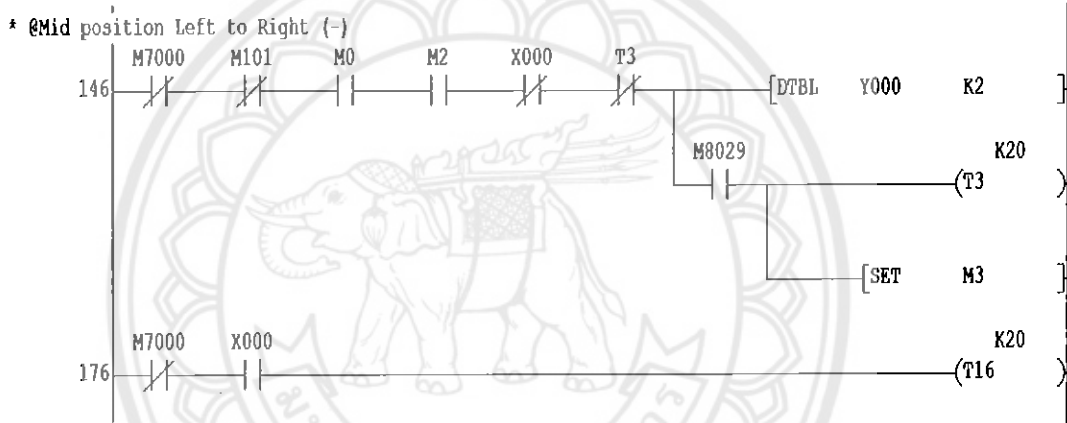 * @Mid position Left to Right (-)
M7000 M101 M0 M2 X000 T3
146 [DTBL Y000 K2 ]
M8029 K20
(T3 )
[SET M3 ]
M7000 X000 K20
176 (T16 )